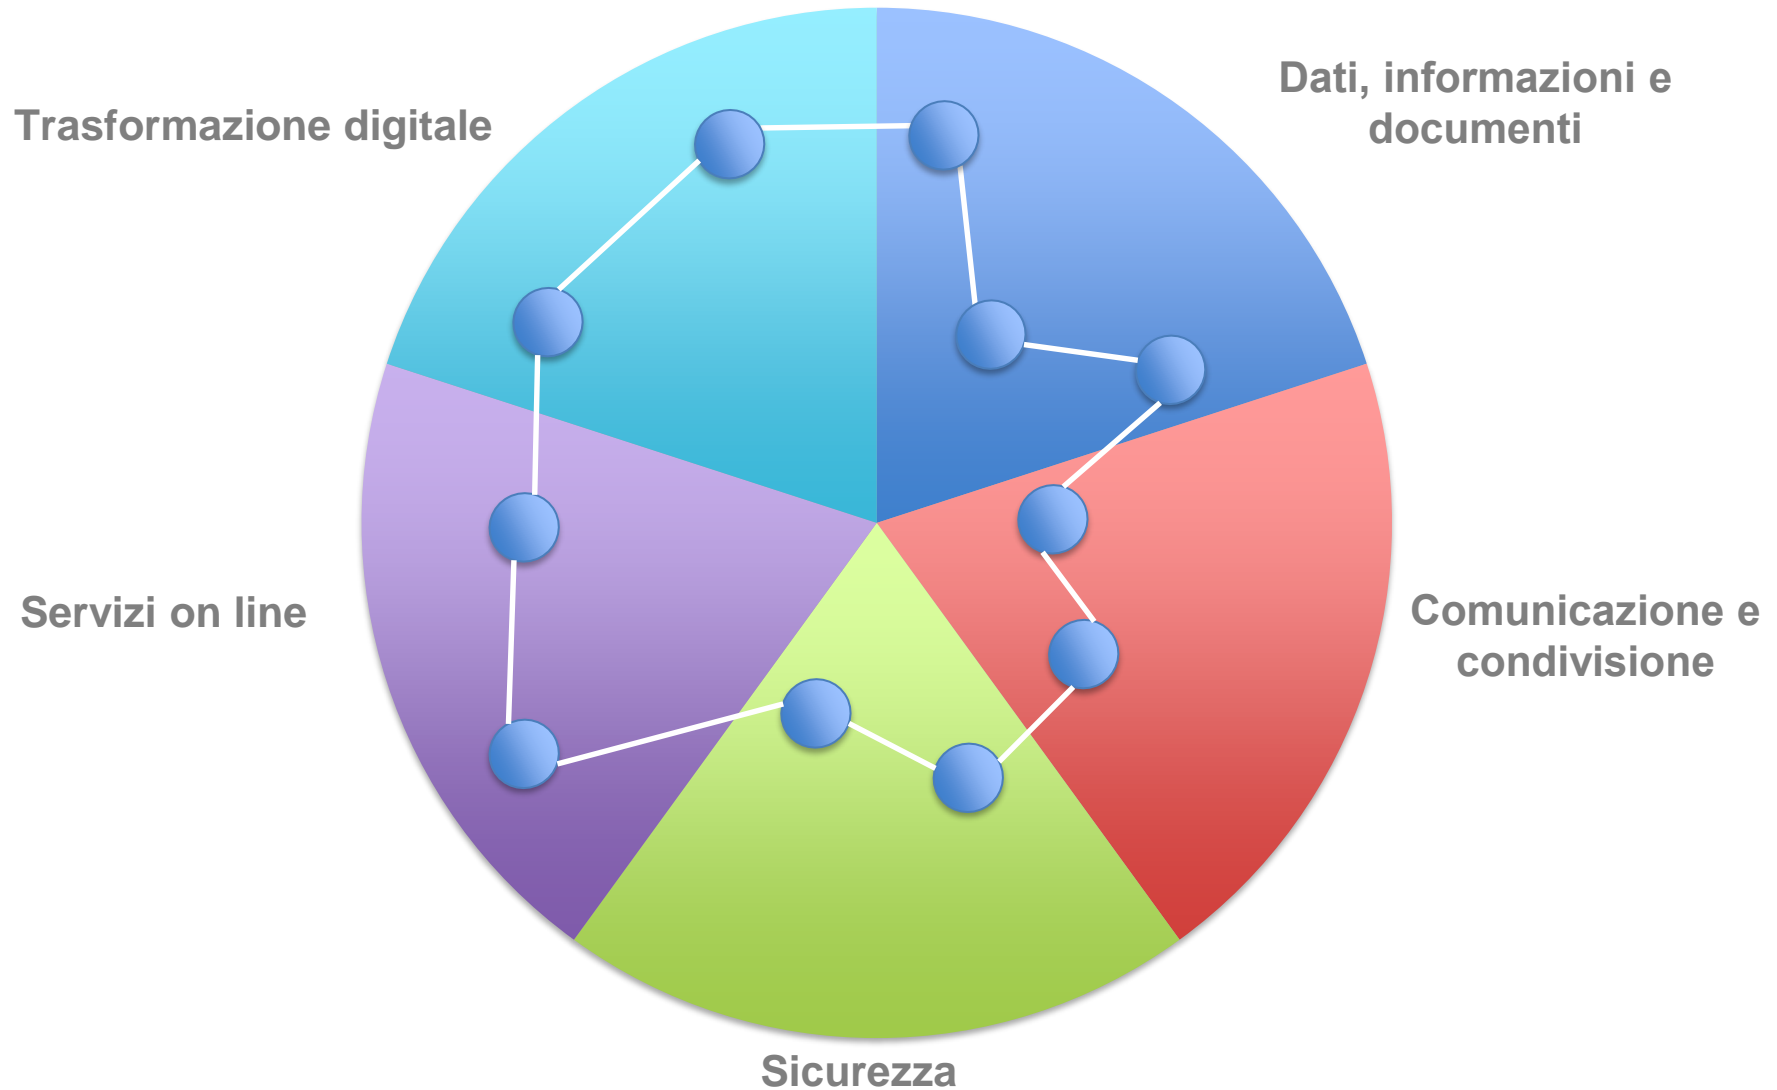 Dati, informazioni e
documenti
Trasformazione digitale
Comunicazione e
condivisione
Servizi on line
Sicurezza